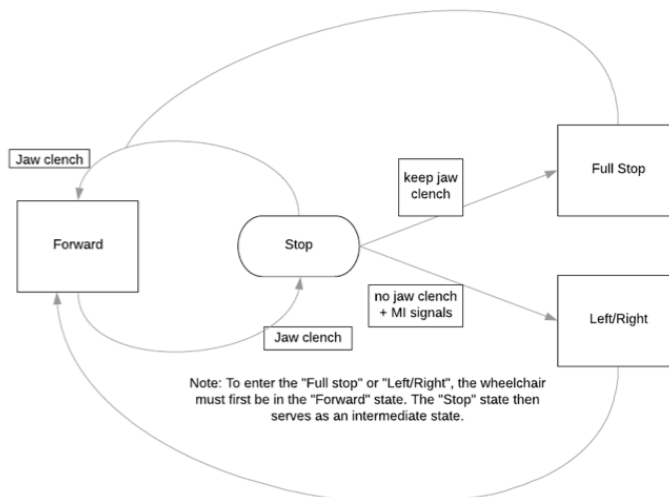 Jaw clench
Forward
Stop
keep jaw
clench
Full Stop
no jaw clench
+ MI signals
Left/Right
Jaw clench
Note: To enter the "Full stop" or "Left/Right", the wheelchair
must first be in the "Forward" state. The "Stop" state then
serves as an intermediate state.